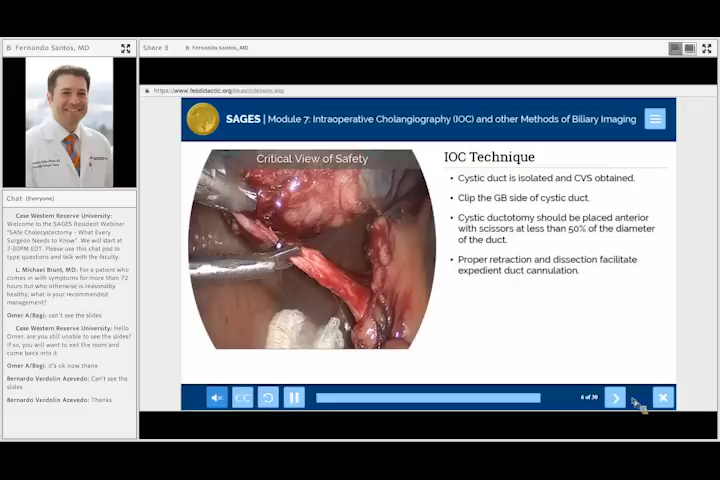 B. Fernando Santos, MD
Share 8
B. Fernando Santos, MD
SAGES | Module 7: Intraoperative Cholangiography (IOC) and other Methods of Biliary Imaging
Critical View of Safety
IOC Technique
• Cystic duct is isolated and CVS obtained.
• Clip the GB side of cystic duct.
• Cystic ductotomy should be placed anterior
with scissors at less than 50% of the diameter
of the duct.
• Proper retraction and dissection facilitate
expedient duct cannulation.
Chat (Everyone)
Case Western Reserve University:
Welcome to the SAGES Resident Webinar
"SAfe Cholecystectomy - What Every
Surgeon Needs to Know" We will start at
7:00PM EDT. Please use this chat pod to
type questions and talk with the faculty.
L. Michael Brunt, MD: For a patient who
comes in with symptoms for more than 72
hours but who otherwise is reasonably
healthy, what is your recommended
management?
Omer A/Bagi: can't see the slides
Case Western Reserve University: Hello
Omer, are you still unable to see the slides?
If so, you will want to exit the room and
come back into it.
Omer A/Bagi: it's ok now thanx
Bernardo Verdolin Azevedo: Can't see the
slides
Bernardo Verdolin Azevedo: Thanks
CC
6 of 30